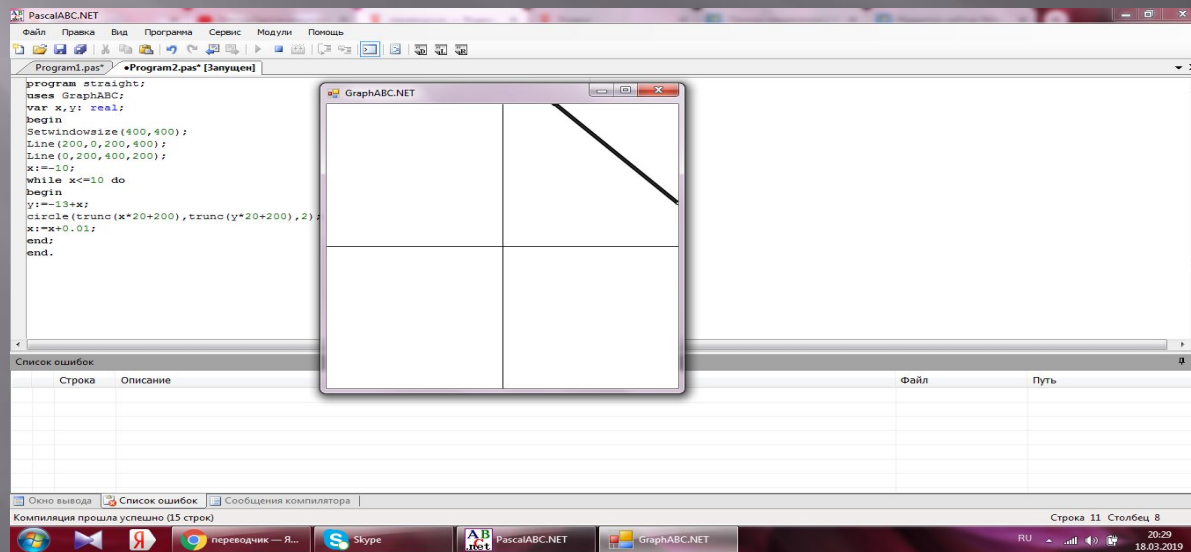 PascalABC.NET
Файл Правка Вид Программа Сервис Модули Помощь
Program1.pas* •Program2.pas* [Запущен]
program straight;
uses GraphABC;
var x,y: real;
begin
Setwindowsize(400,400);
Line(200,0,200,400);
Line(0,200,400,200);
x:=-10;
while x<=10 do
begin
y:=-13+x;
circle(trunc(x*20+200),trunc(y*20+200),2);
x:=x+0.01;
end;
end.
GraphABC.NET
Список ошибок
Строка Описание Файл Путь
Окно вывода Список ошибок Сообщения компилятора
Компиляция прошла успешно (15 строк) Строка 11 Столбец 8
переводчик — Я... Skype PascalABC.NET GraphABC.NET RU 20:29
18.03.2019